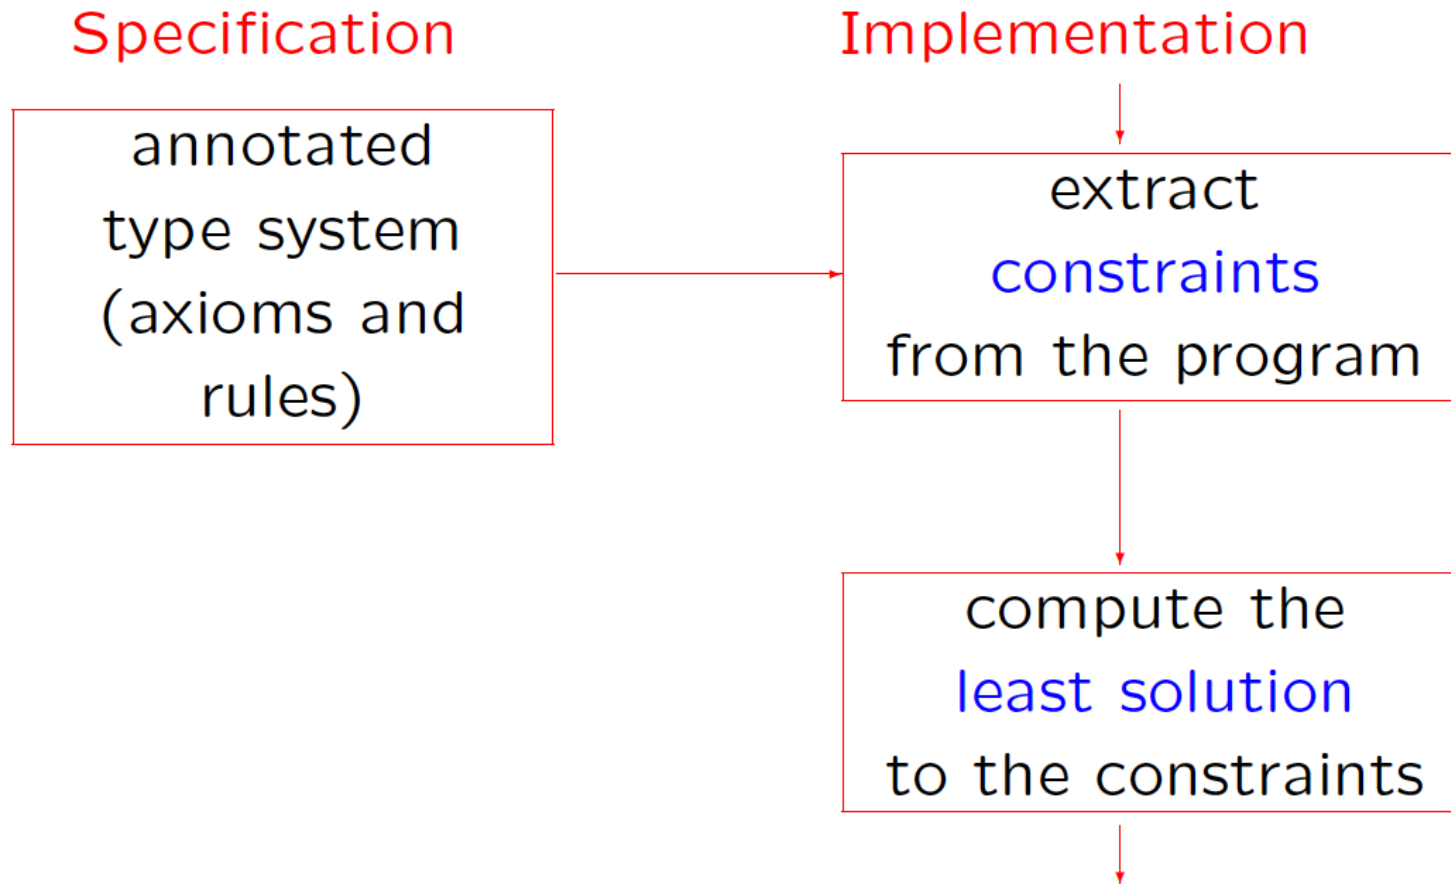 Specification
Implementation
annotated
type system
(axioms and
rules)
extract
constraints
from the program
compute the
least solution
to the constraints